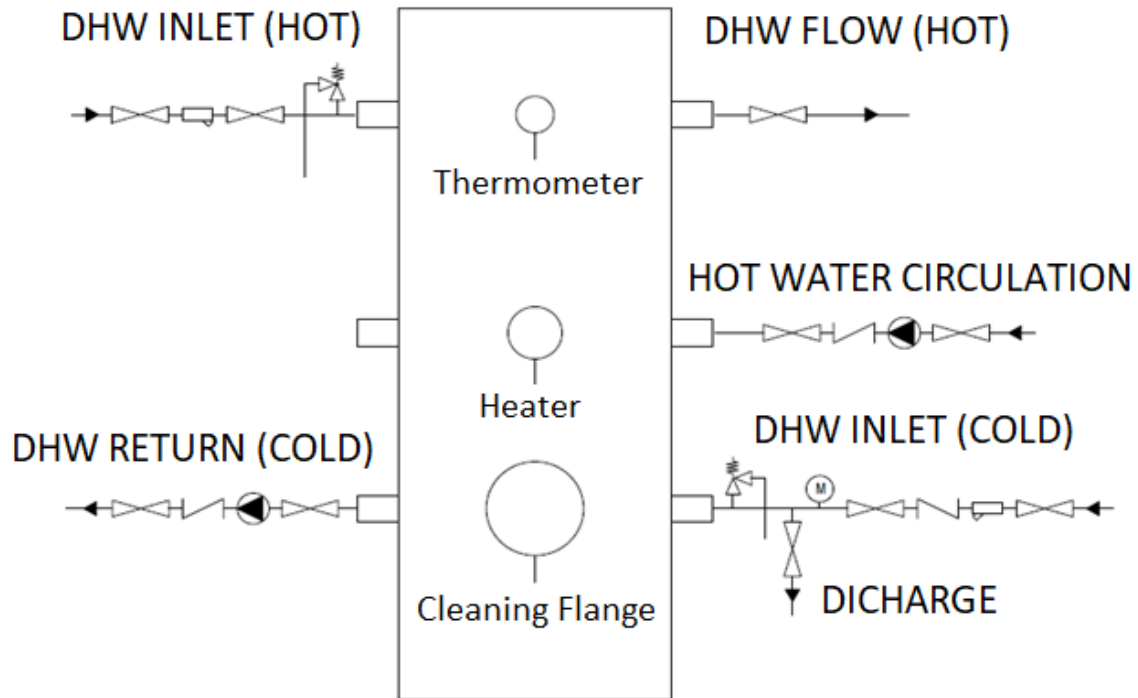 DHW INLET (HOT)
DHW FLOW (HOT)
Thermometer
HOT WATER CIRCULATION
Heater
DHW RETURN (COLD)
DHW INLET (COLD)
M
DICHARGE
Cleaning Flange